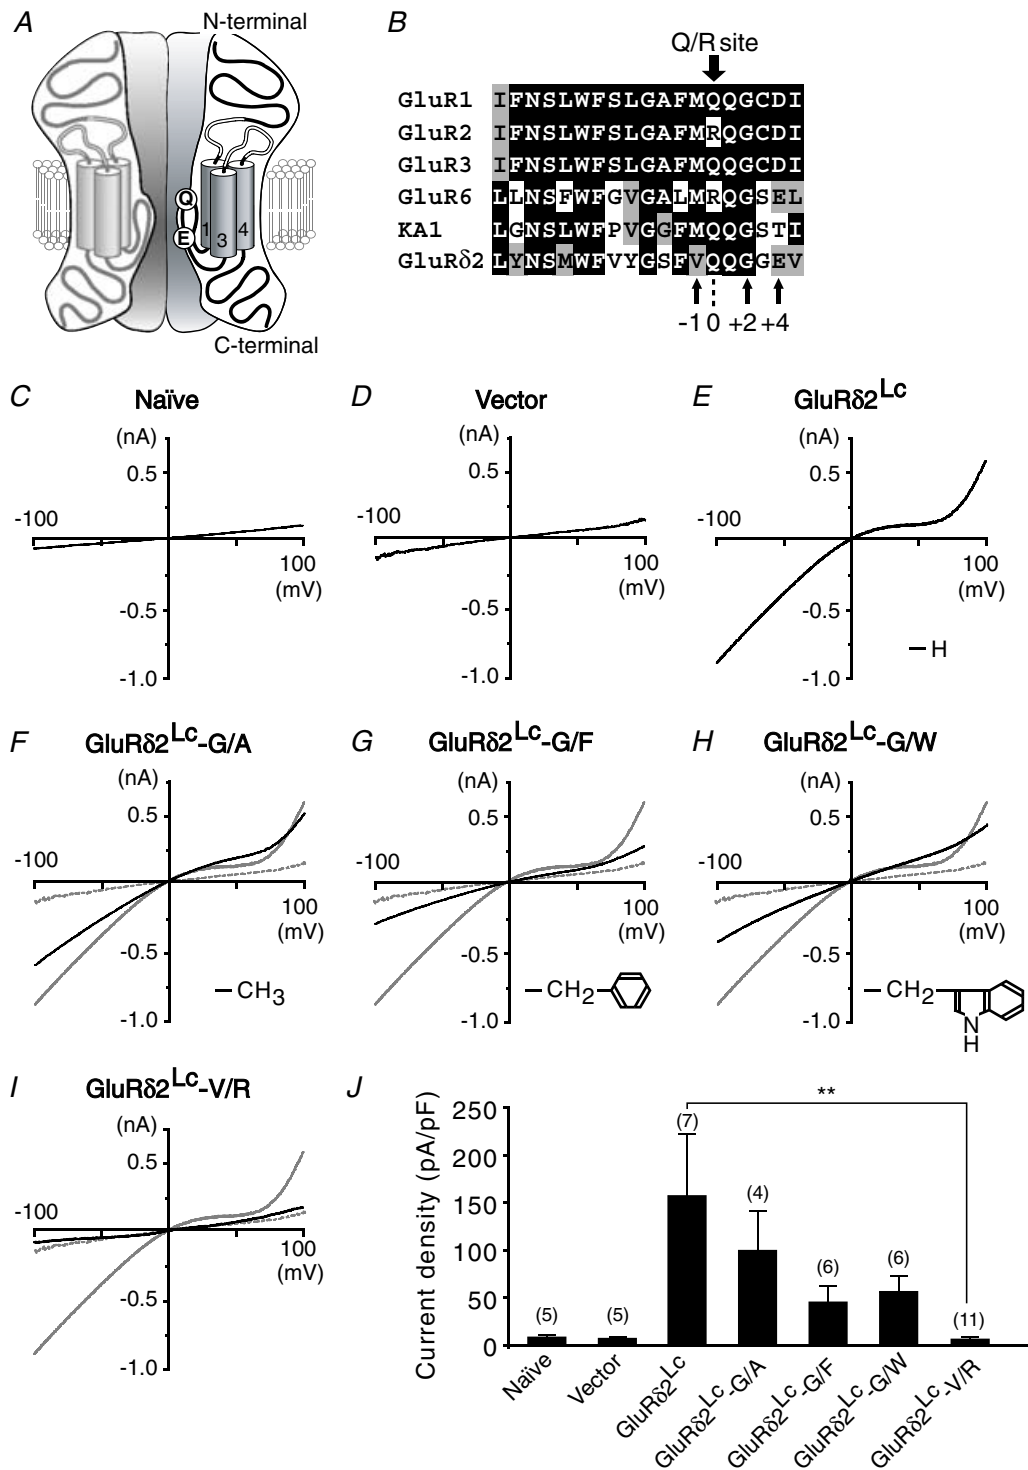 A
N-terminal
Q
E
1
3
4
C-terminal
B
Q/R site
GluR1 IFNSLWFSLGAFMQQGCDI
GluR2 IFNSLWFSLGAFMRQGCDI
GluR3 IFNSLWFSLGAFMQQGCDI
GluR6 LLNSFWFGVGALMRQGSEL
KA1 LGNSLWFPVGGFMQQGSTI
GluRδ2 LYNSMWFVYGSFVQQGGEV
-1 0 +2 +4
C Naïve
(nA)
0.5
-100
100
(mV)
-0.5
-1.0
D Vector
(nA)
0.5
-100
100
(mV)
-0.5
-1.0
E GluRδ2Lc
(nA)
0.5
-100
100
(mV)
-0.5
H
-1.0
F GluRδ2Lc-G/A
(nA)
0.5
-100
100
(mV)
-0.5
CH3
-1.0
G GluRδ2Lc-G/F
(nA)
0.5
-100
100
(mV)
-0.5
CH2
-1.0
H GluRδ2Lc-G/W
(nA)
0.5
-100
100
(mV)
-0.5
CH2
N
H
-1.0
I GluRδ2Lc-V/R
(nA)
0.5
-100
100
(mV)
-0.5
-1.0
J
Current density (pA/pF)
250
200
150
100
50
0
**
(5)
(5)
(7)
(4)
(6)
(6)
(11)
Naïve
Vector
GluRδ2Lc
GluRδ2Lc-G/A
GluRδ2Lc-G/F
GluRδ2Lc-G/W
GluRδ2Lc-V/R